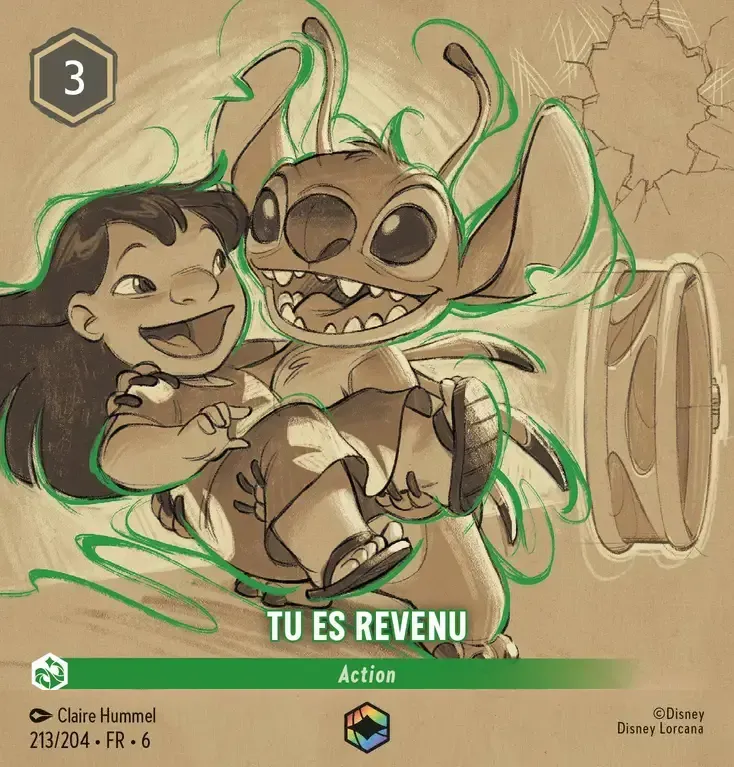 3
TU ES REVENU
Action
Claire Hummel
213/204 • FR • 6
©Disney
Disney Lorcana